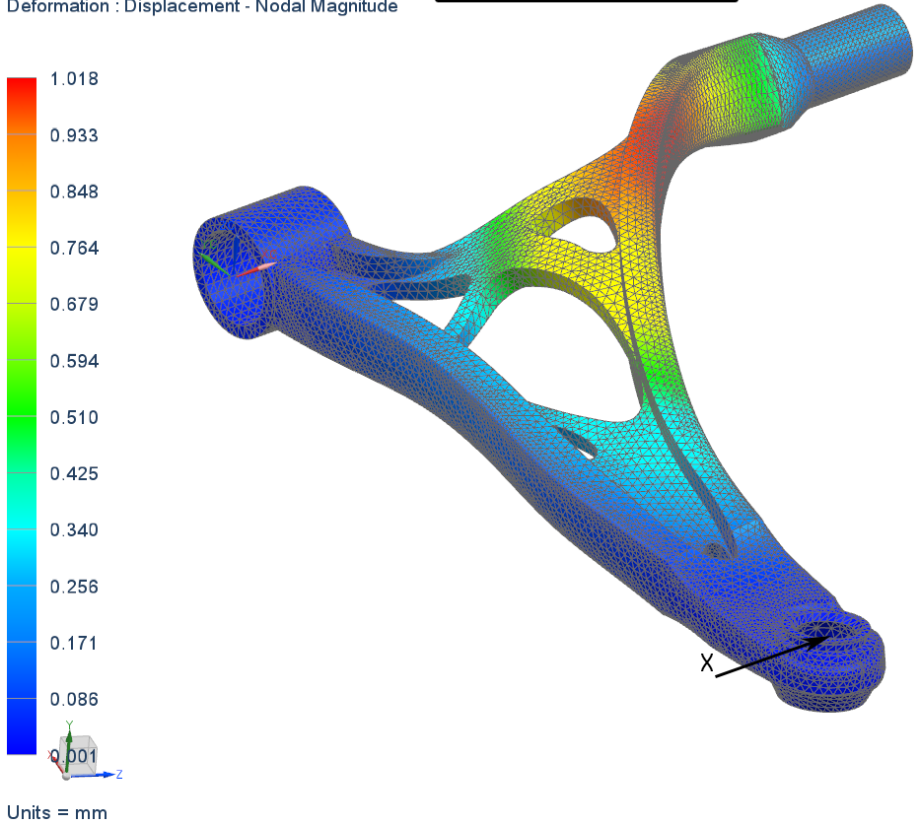 Deformation : Displacement - Nodal Magnitude
1.018
0.933
0.848
0.764
0.679
0.594
0.510
0.425
0.340
0.256
0.171
0.086
0.001
X
Y
X
Z
Units = mm